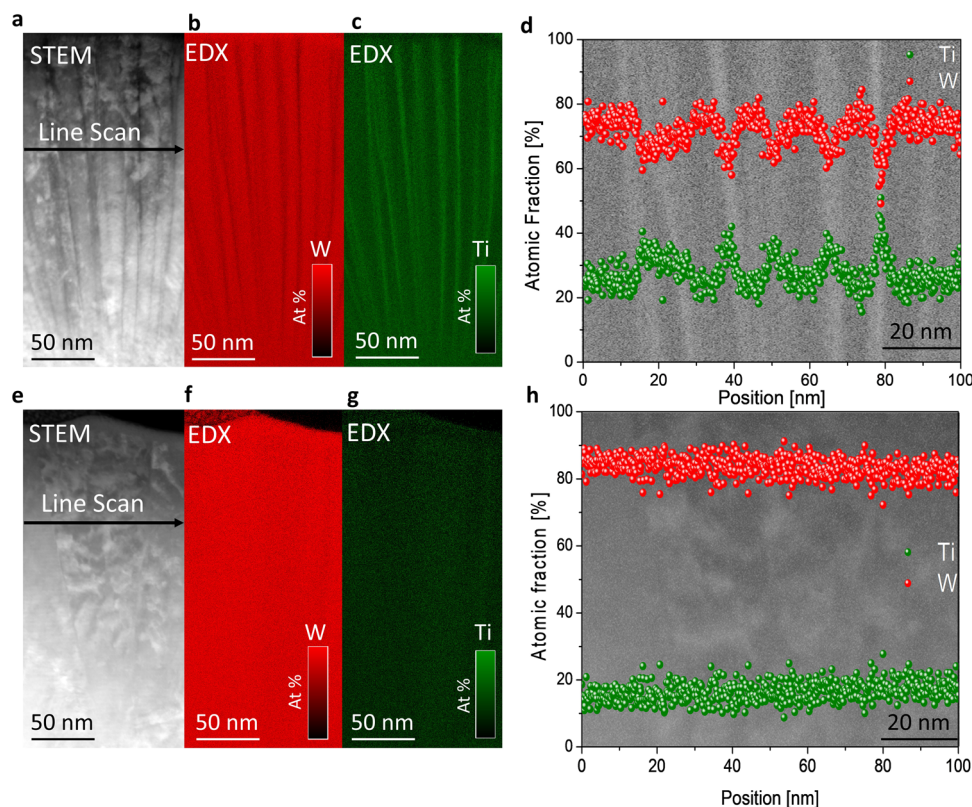 a
b
c
d
STEM
EDX
EDX
Line Scan
W
At %
Ti
At %
50 nm
50 nm
50 nm
Ti
W
100
80
60
40
20
0
Atomic Fraction [%]
20 nm
0
20
40
60
80
100
Position [nm]
e
f
g
h
STEM
EDX
EDX
Line Scan
W
At %
Ti
At %
50 nm
50 nm
50 nm
100
80
60
40
20
0
Atomic fraction [%]
Ti
W
20 nm
0
20
40
60
80
100
Position [nm]